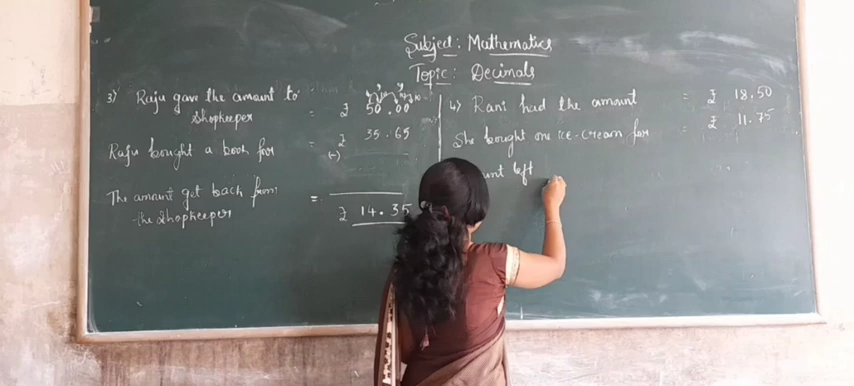 Subject: Mathematics
Topic: Decimals
3) Raju gave the amount to shopkeeper = ₹ 50.00
Raju bought a book for = ₹ 35.65
(-)
The amount get back from the shopkeeper = ₹ 14.35
4) Rani had the amount = ₹ 18.50
She bought one ice-cream for = ₹ 11.75
left